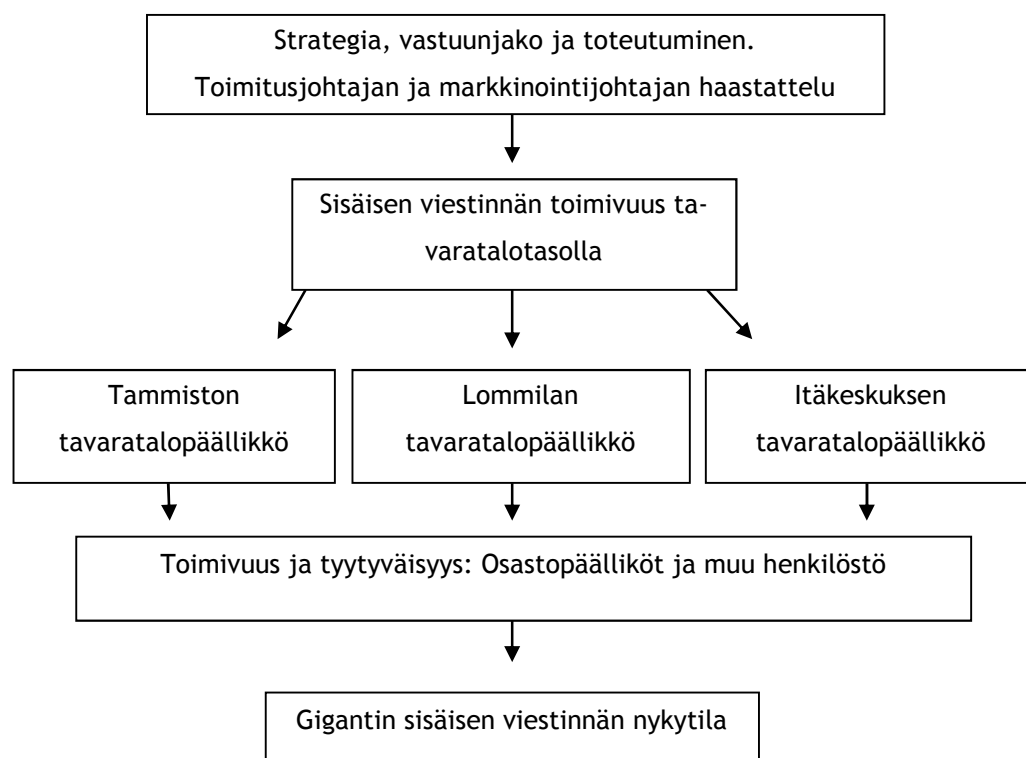 Strategia, vastuunjako ja toteutuminen.
Toimitusjohtajan ja markkinointijohtajan haastattelu
Sisäisen viestinnän toimivuus ta-
varatalotasolla
Tammiston
tavaratalopäällikkö
Lommilan
tavaratalopäällikkö
Itäkeskuksen
tavaratalopäällikkö
Toimivuus ja tyytyväisyys: Osastopäälliköt ja muu henkilöstö
Gigantin sisäisen viestinnän nykytila